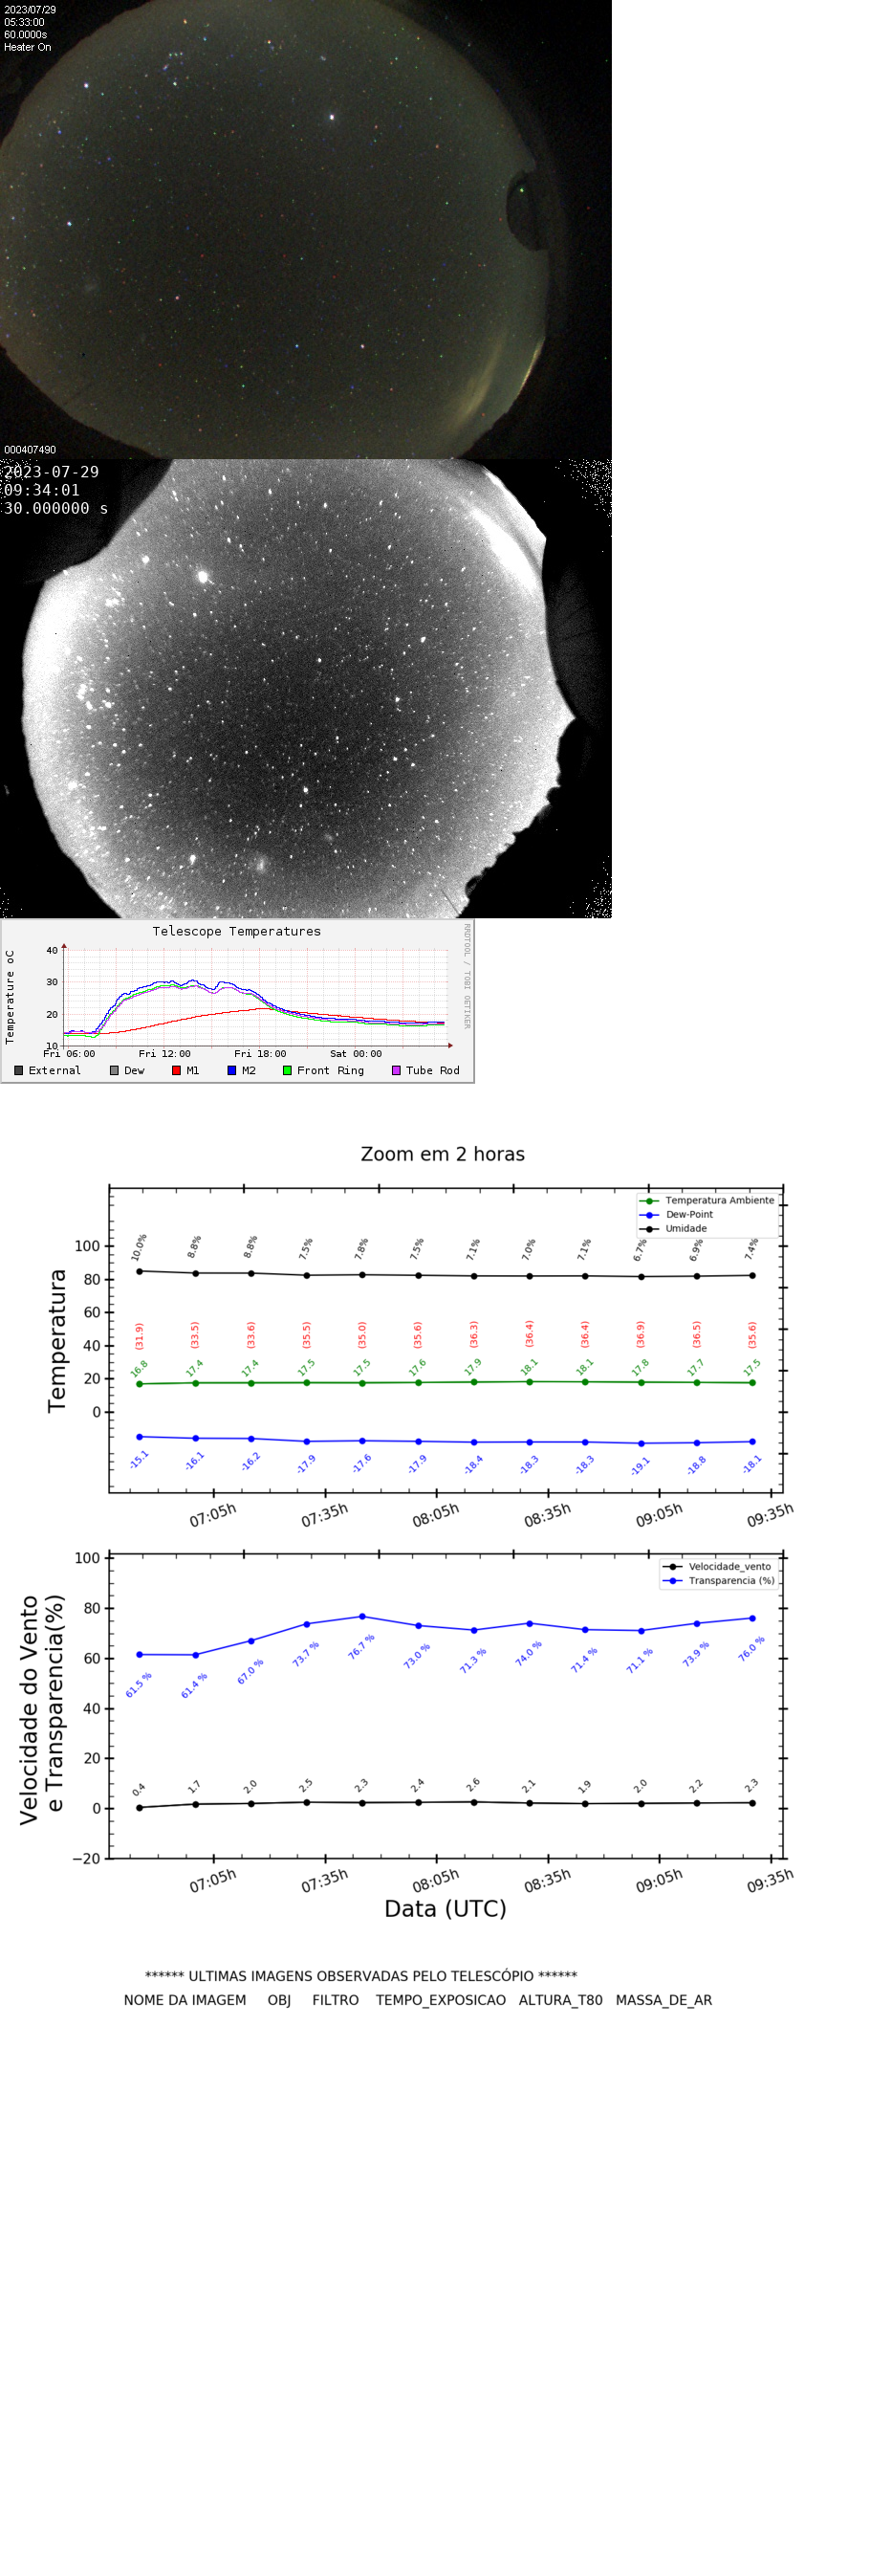 2023/07/29
05:33:00
60.0000s
Heater On
000407490
2023-07-29
09:34:01
30.000000 s
Telescope Temperatures
RRDTOOL / TOBI OETIKER
Temperature oC
40
30
20
10
Fri 06:00 Fri 12:00 Fri 18:00 Sat 00:00
External Dew M1 M2 Front Ring Tube Rod
Zoom em 2 horas
Temperatura Ambiente
Dew-Point
Umidade
Temperatura
100
80
60
40
20
0
10.0% 8.8% 8.8% 7.5% 7.8% 7.5% 7.1% 7.0% 7.1% 6.7% 6.9% 7.4%
(31.9) (33.5) (33.6) (35.5) (35.0) (35.6) (36.3) (36.4) (36.4) (36.9) (36.5) (35.6)
16.8 17.4 17.4 17.5 17.5 17.6 17.9 18.1 18.1 17.8 17.7 17.5
-15.1 -16.1 -16.2 -17.9 -17.6 -17.9 -18.4 -18.3 -18.3 -19.1 -18.8 -18.1
07:05h 07:35h 08:05h 08:35h 09:05h 09:35h
Velocidade_vento
Transparencia (%)
Velocidade do Vento
e Transparencia(%)
100
80
60
40
20
0
−20
61.5 % 61.4 % 67.0 % 73.7 % 76.7 % 73.0 % 71.3 % 74.0 % 71.4 % 71.1 % 73.9 % 76.0 %
0.4 1.7 2.0 2.5 2.3 2.4 2.6 2.1 1.9 2.0 2.2 2.3
07:05h 07:35h 08:05h 08:35h 09:05h 09:35h
Data (UTC)
****** ULTIMAS IMAGENS OBSERVADAS PELO TELESCÓPIO ******
NOME DA IMAGEM OBJ FILTRO TEMPO_EXPOSICAO ALTURA_T80 MASSA_DE_AR